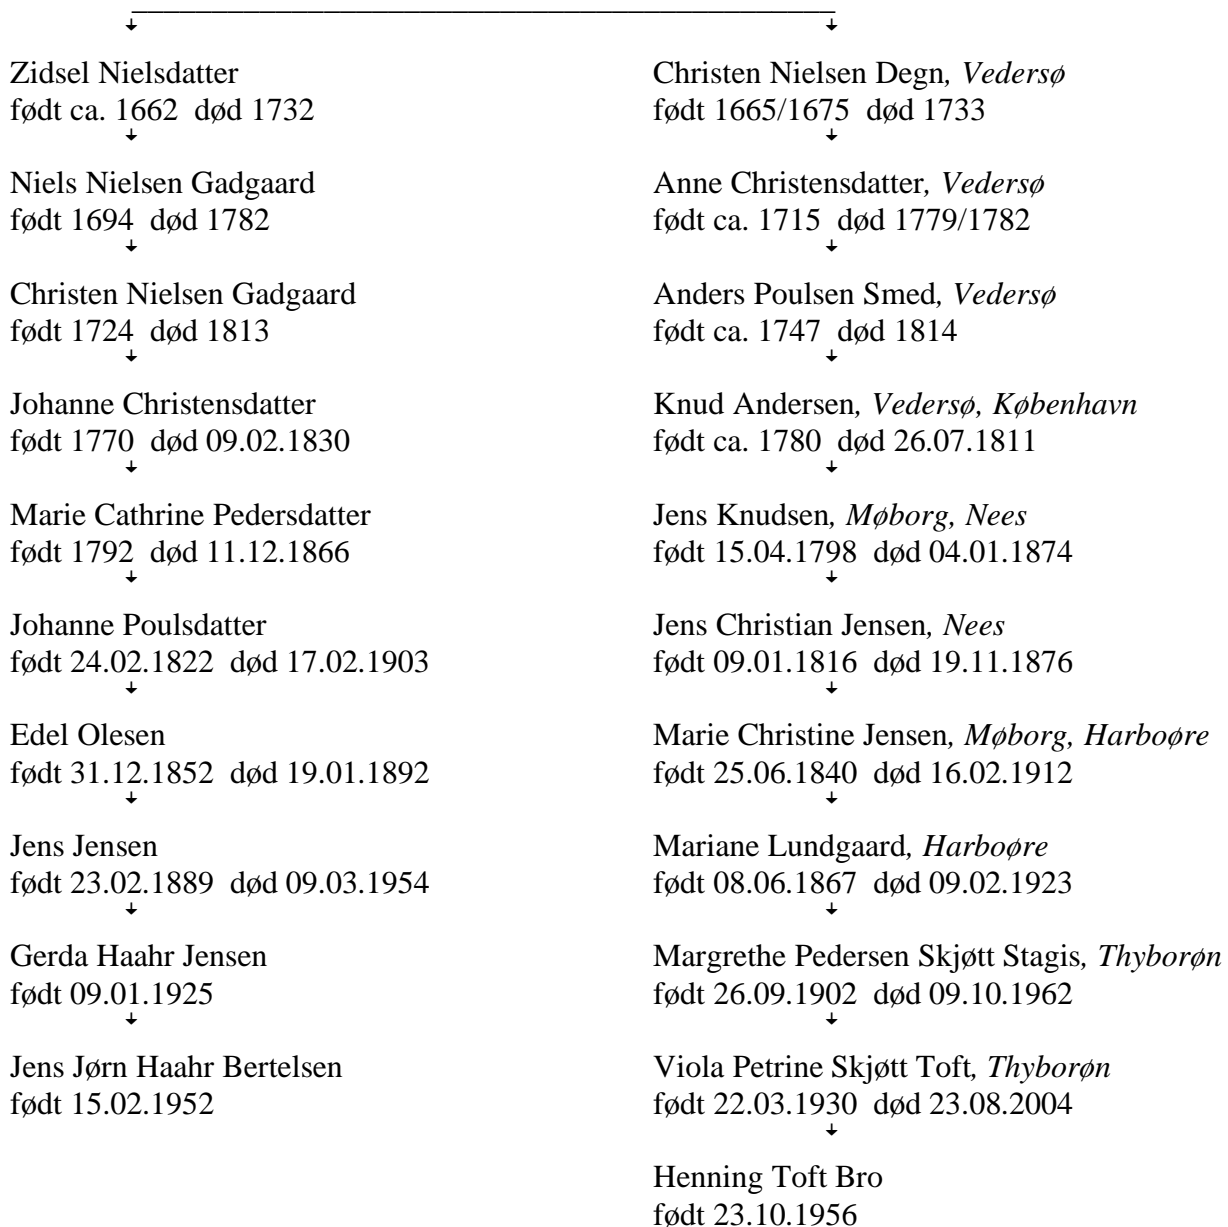 Zidsel Nielsdatter
født ca. 1662 død 1732
Niels Nielsen Gadgaard
født 1694 død 1782
Christen Nielsen Gadgaard
født 1724 død 1813
Johanne Christensdatter
født 1770 død 09.02.1830
Marie Cathrine Pedersdatter
født 1792 død 11.12.1866
Johanne Poulsdatter
født 24.02.1822 død 17.02.1903
Edel Olesen
født 31.12.1852 død 19.01.1892
Jens Jensen
født 23.02.1889 død 09.03.1954
Gerda Haahr Jensen
født 09.01.1925
Jens Jørn Haahr Bertelsen
født 15.02.1952
Christen Nielsen Degn, Vedersø
født 1665/1675 død 1733
Anne Christensdatter, Vedersø
født ca. 1715 død 1779/1782
Anders Poulsen Smed, Vedersø
født ca. 1747 død 1814
Knud Andersen, Vedersø, København
født ca. 1780 død 26.07.1811
Jens Knudsen, Møborg, Nees
født 15.04.1798 død 04.01.1874
Jens Christian Jensen, Nees
født 09.01.1816 død 19.11.1876
Marie Christine Jensen, Møborg, Harboøre
født 25.06.1840 død 16.02.1912
Mariane Lundgaard, Harboøre
født 08.06.1867 død 09.02.1923
Margrethe Pedersen Skjøtt Stagis, Thyborøn
født 26.09.1902 død 09.10.1962
Viola Petrine Skjøtt Toft, Thyborøn
født 22.03.1930 død 23.08.2004
Henning Toft Bro
født 23.10.1956